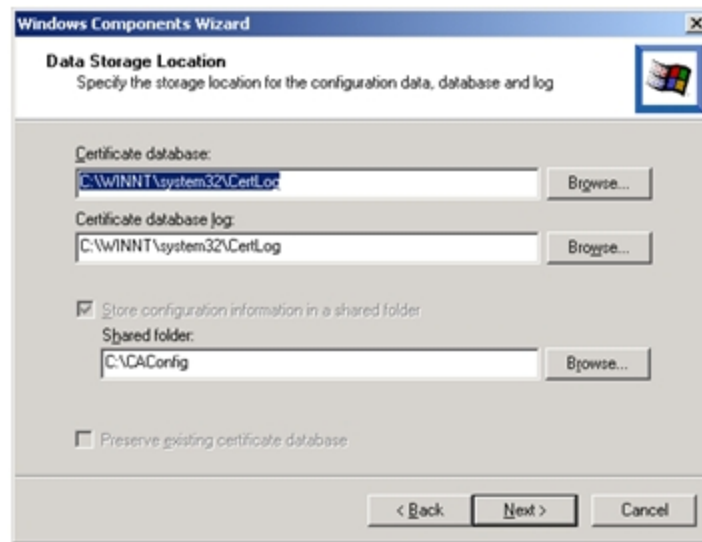 Windows Components Wizard
Data Storage Location
Specify the storage location for the configuration data, database and log
Certificate database:
C:\WINNT\system32\CertLog
Browse...
Certificate database log:
C:\WINNT\system32\CertLog
Browse...
Store configuration information in a shared folder
Shared folder:
C:\CAConfig
Browse...
Preserve existing certificate database
< Back
Next >
Cancel